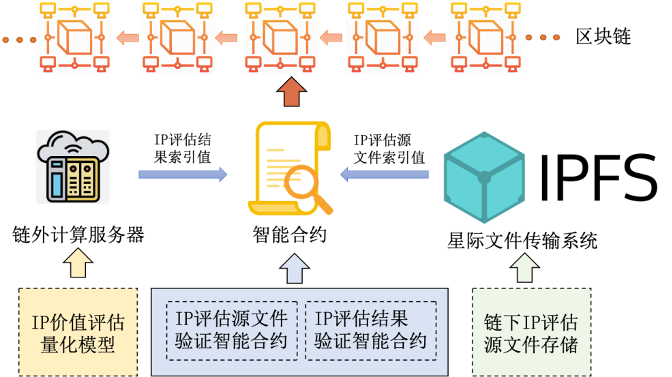 区块链
IP评估结
果索引值
IP评估源
文件索引值
IPFS
链外计算服务器
智能合约
星际文件传输系统
IP价值评估
量化模型
IP评估源文件
验证智能合约
IP评估结果
验证智能合约
链下IP评估
源文件存储